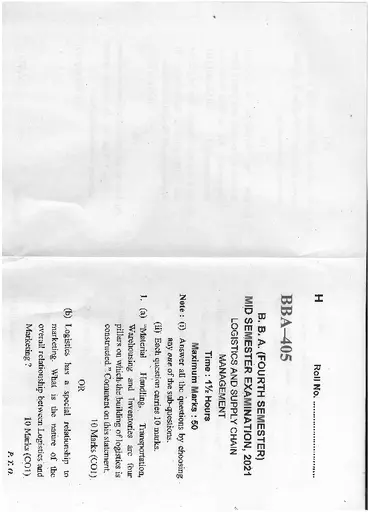 H
Roll No. ........................
BBA—405
B. B. A. (FOURTH SEMESTER)
MID SEMESTER EXAMINATION, 2021
LOGISTICS AND SUPPLY CHAIN
MANAGEMENT
Time : 1½ Hours
Maximum Marks : 50
Note : (i) Answer all the questions by choosing
any one of the sub-questions.
(ii) Each question carries 10 marks.
1. (a) "Material Handling, Transportation,
Warehousing and Inventories are four
pillars on which the building of logistics is
constructed." Comment on this statement.
10 Marks (CO1)
OR
(b) Logistics has a special relationship to
marketing. What is the nature of the
overall relationship between Logistics and
Marketing ? 10 Marks (CO1)
P. T. O.